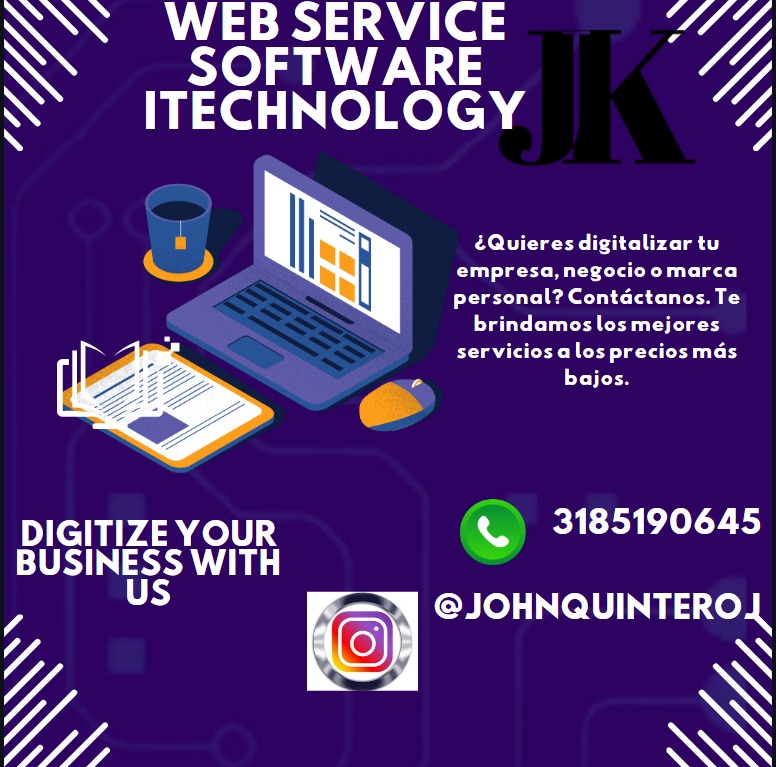 WEB SERVICE
SOFTWARE
ITECHNOLOGY
JK
¿Quieres digitalizar tu
empresa, negocio o marca
personal? Contáctanos. Te
brindamos los mejores
servicios a los precios más
bajos.
3185190645
DIGITIZE YOUR
BUSINESS WITH
US
@JOHNQUINTEROJ